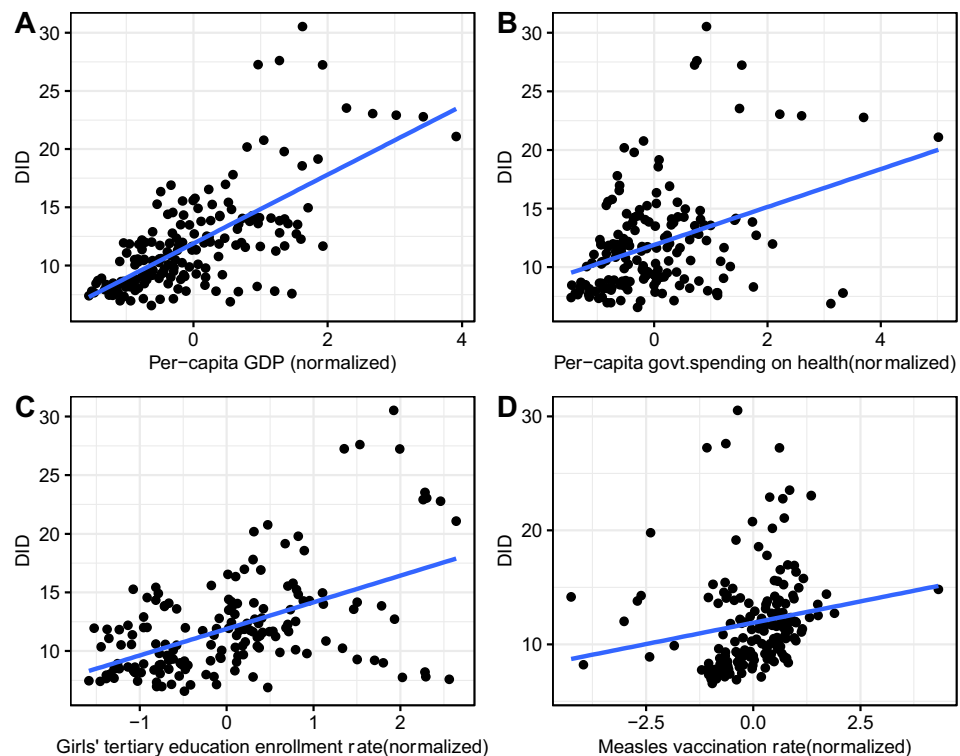 A
B
30
25
20
15
10
DID
0
2
4
Per−capita GDP (normalized)
30
25
20
15
10
DID
0
2
4
Per−capita govt.spending on health(normalized)
C
D
30
25
20
15
10
DID
−1
0
1
2
Girls' tertiary education enrollment rate(normalized)
30
20
10
DID
−2.5
0.0
2.5
Measles vaccination rate(normalized)